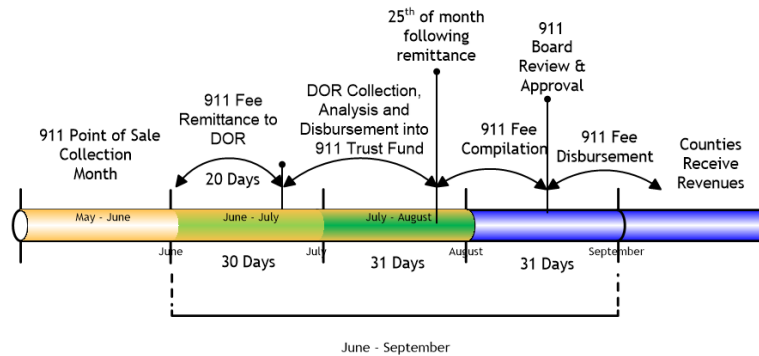 25th of month
following
remittance
911
Board
Review &
Approval
911 Fee
Remittance to
DOR
DOR Collection,
Analysis and
Disbursement into
911 Trust Fund
911 Point of Sale
Collection
Month
911 Fee
Compilation
911 Fee
Disbursement
Counties
Receive
Revenues
20 Days
May - June
June - July
July - August
June
July
August
September
30 Days
31 Days
31 Days
June - September